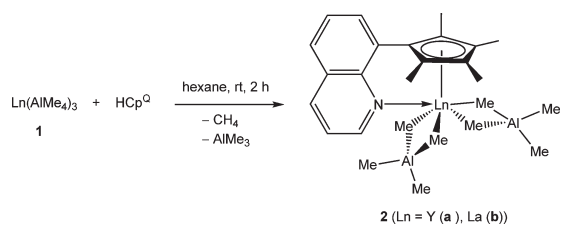 Ln(AlMe4)3 + HCpQ
1
hexane, rt, 2 h
– CH4
– AlMe3
N
Ln
Me
Me
Al
Me
Me
Me
Me
Al
Me
Me
2 (Ln = Y (a ), La (b))